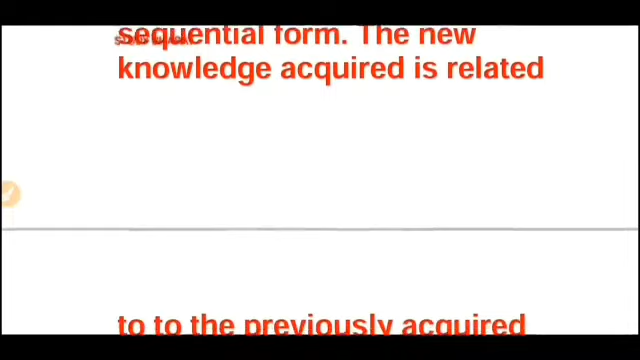 sequential form. The new
knowledge acquired is related
to to the previously acquired